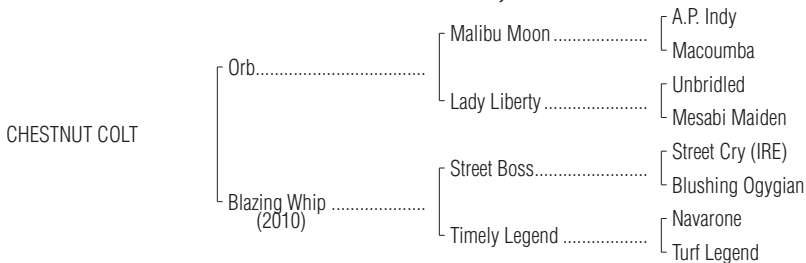 A.P. Indy
Malibu Moon ........................
Macoumba
Orb.......................................
Unbridled
Lady Liberty ..........................
Mesabi Maiden
CHESTNUT COLT
Street Cry (IRE)
Street Boss............................
Blushing Ogygian
Blazing Whip ......................
(2010)
Navarone
Timely Legend .....................
Turf Legend